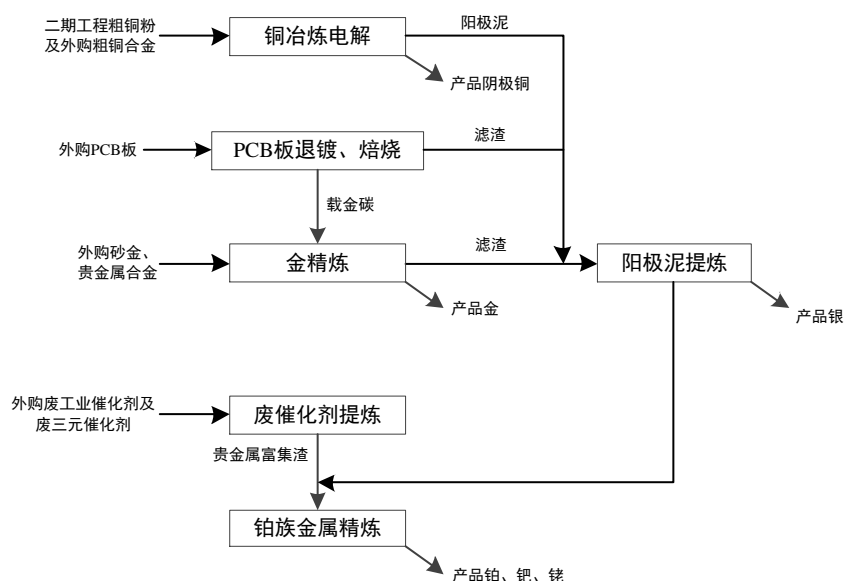 二期工程粗铜粉
及外购粗铜合金
铜冶炼电解
阳极泥
产品阴极铜
外购PCB板
PCB板退镀、焙烧
滤渣
载金碳
外购砂金、
贵金属合金
金精炼
滤渣
阳极泥提炼
产品金
产品银
外购废工业催化剂及
废三元催化剂
废催化剂提炼
贵金属富集渣
铂族金属精炼
产品铂、钯、铑